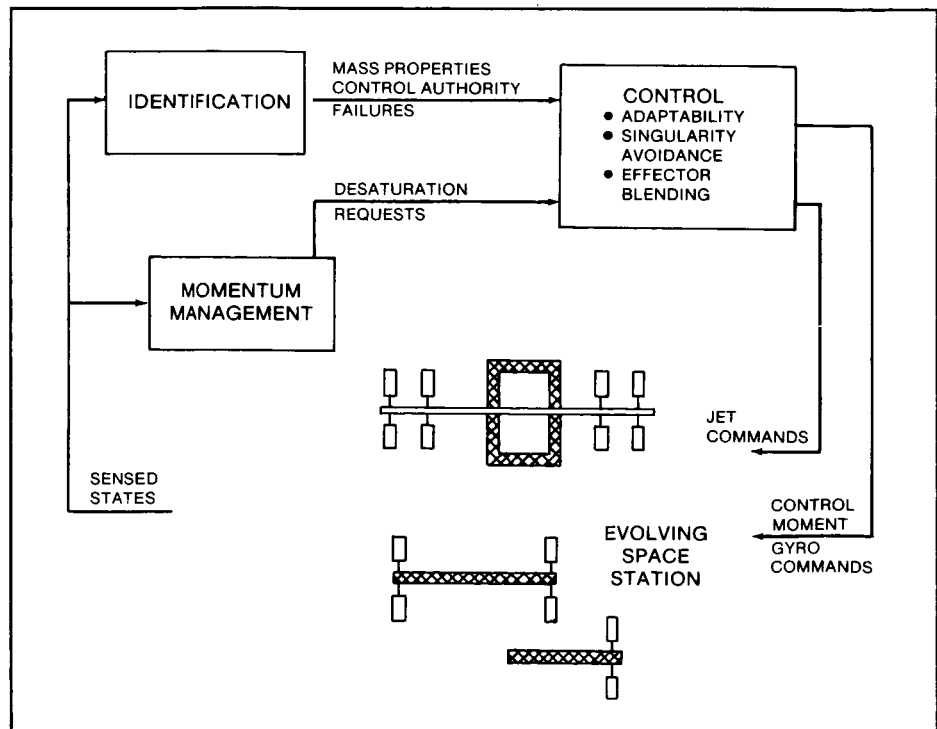 IDENTIFICATION
MASS PROPERTIES
CONTROL AUTHORITY
FAILURES
CONTROL
• ADAPTABILITY
• SINGULARITY
AVOIDANCE
• EFFECTOR
BLENDING
DESATURATION
REQUESTS
MOMENTUM
MANAGEMENT
JET
COMMANDS
SENSED
STATES
CONTROL
MOMENT
GYRO
COMMANDS
EVOLVING
SPACE
STATION